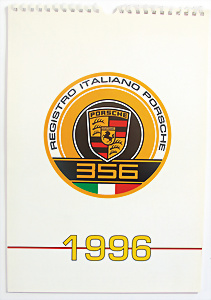 REGISTRO ITALIANO PORSCHE
PORSCHE
356
1996